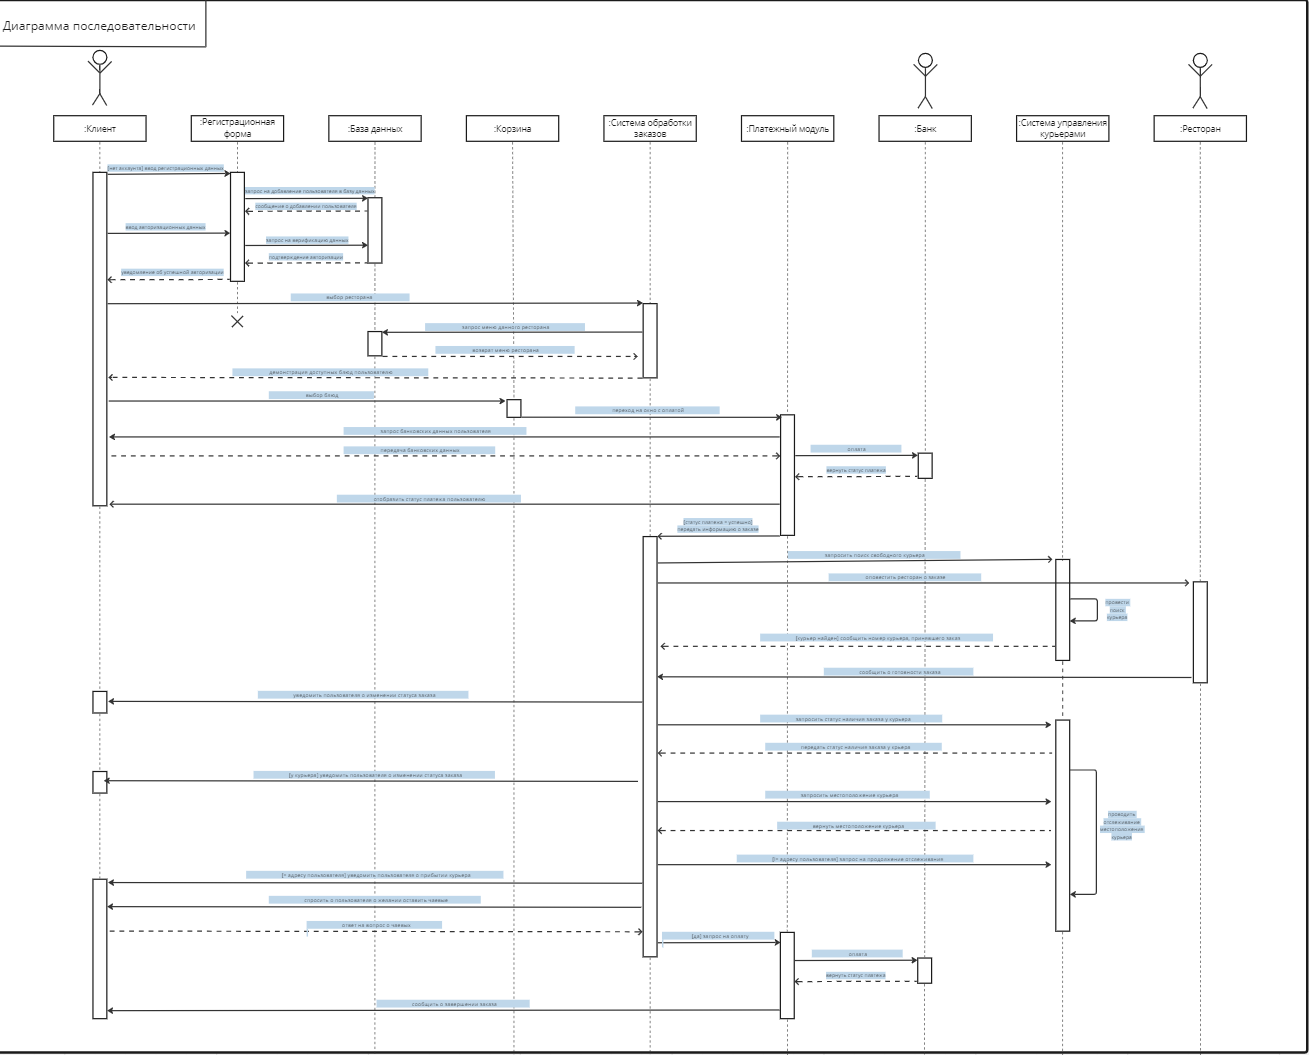 Диаграмма последовательности
:Клиент
:Регистрационная
форма
:База данных
:Корзина
:Система обработки
заказов
:Платежный модуль
:Банк
:Система управления
курьерами
:Ресторан
[нет аккаунта] ввод регистрационных данных
запрос на добавление пользователя в базу данных
сообщение о добавлении пользователя
ввод авторизационных данных
запрос на верификацию данных
подтверждение авторизации
уведомление об успешной авторизации
выбор ресторана
запрос меню данного ресторана
возврат меню ресторана
демонстрация доступных блюд пользователю
выбор блюд
переход на окно с оплатой
запрос банковских данных пользователя
передача банковских данных
оплата
вернуть статус платежа
отобразить статус платежа пользователю
[статус платежа = успешно]
передать информацию о заказе
запросить поиск свободного курьера
оповестить ресторан о заказе
провести
поиск
курьера
[курьер найден] сообщить номер курьера, принявшего заказ
сообщить о готовности заказа
уведомить пользователя о изменении статуса заказа
запросить статус наличия заказа у курьера
передать статус наличия заказа у курьера
[у курьера] уведомить пользователя о изменении статуса заказа
запросить местоположение курьера
проводить
отслеживание
местоположения
курьера
вернуть местоположение курьера
адресу пользователя] запрос на продолжение отслеживания
адресу пользователя] уведомить пользователя о прибытии курьера
спросить о пользователя о желании оставить чаевые
ответ на вопрос о чаевых
[да] запрос на оплату
оплата
вернуть статус платежа
сообщить о завершении заказа